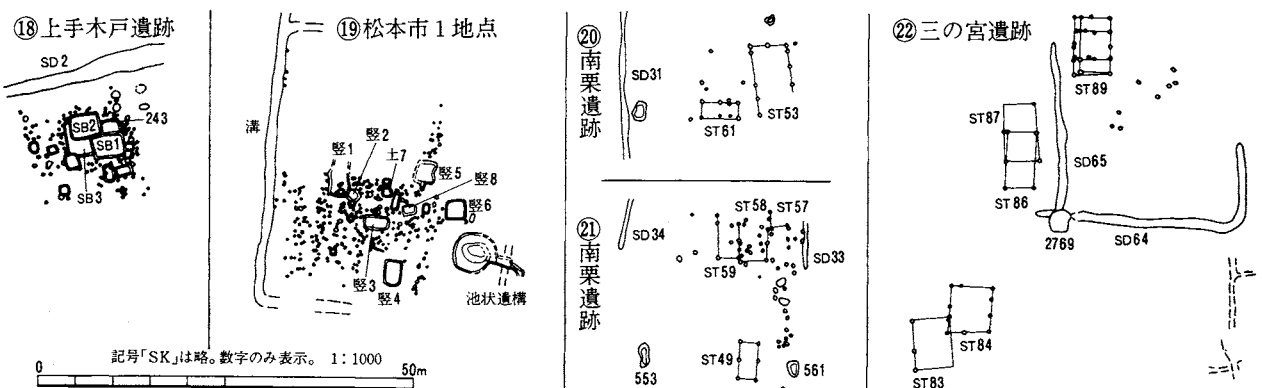 ⑱上手木戸遺跡
SD2
243
SB2
SB1
SB3
⑲松本市1地点
溝
竪1
竪2
土7
竪5
竪8
竪6
竪3
竪4
池状遺構
記号「SK」は略。数字のみ表示。 1:1000
0
50m
⑳南栗遺跡
SD31
ST53
ST61
㉑南栗遺跡
SD34
ST58
ST57
ST59
SD33
ST49
553
561
㉒三の宮遺跡
ST89
ST87
SD65
ST86
2769
SD64
ST84
ST83